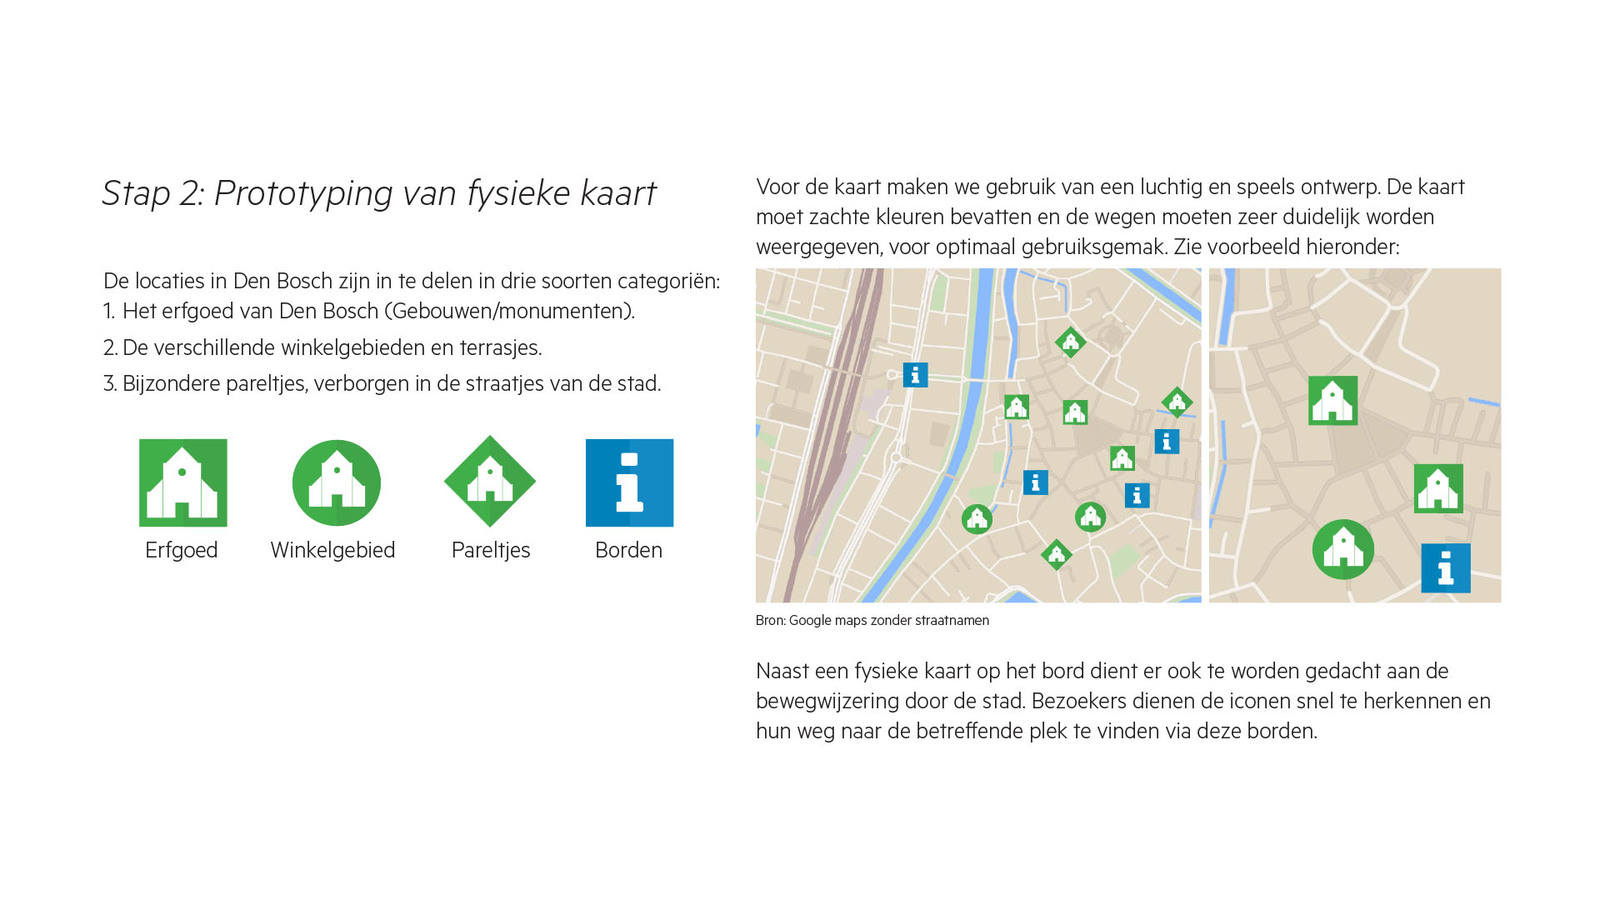 Stap 2: Prototyping van fysieke kaart
De locaties in Den Bosch zijn in te delen in drie soorten categoriën:
1. Het erfgoed van Den Bosch (Gebouwen/monumenten).
2. De verschillende winkelgebieden en terrasjes.
3. Bijzondere pareltjes, verborgen in de straatjes van de stad.
Erfgoed
Winkelgebied
Pareltjes
Borden
Voor de kaart maken we gebruik van een luchtig en speels ontwerp. De kaart
moet zachte kleuren bevatten en de wegen moeten zeer duidelijk worden
weergegeven, voor optimaal gebruiksgemak. Zie voorbeeld hieronder:
Bron: Google maps zonder straatnamen
Naast een fysieke kaart op het bord dient er ook te worden gedacht aan de
bewegwijzering door de stad. Bezoekers dienen de iconen snel te herkennen en
hun weg naar de betreffende plek te vinden via deze borden.